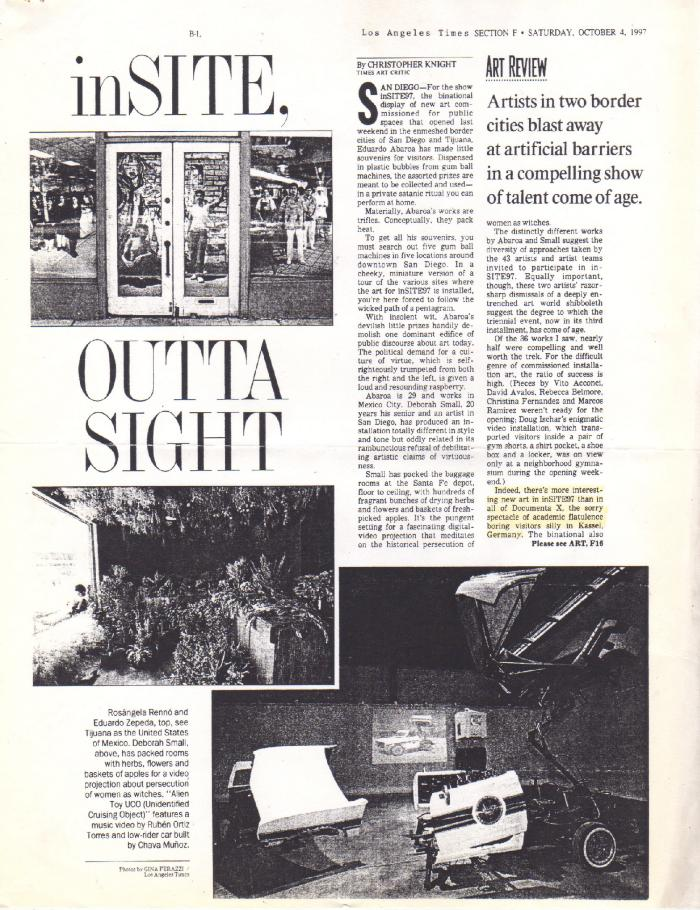 B-1.
Los Angeles Times SECTION F • SATURDAY, OCTOBER 4, 1997
inSITE,
OUTTA
SIGHT
By CHRISTOPHER KNIGHT
TIMES ART CRITIC
SAN DIEGO—For the show
inSITE97, the binational
display of new art com-
missioned for public
spaces that opened last
weekend in the enmeshed border
cities of San Diego and Tijuana,
Eduardo Abaroa has made little
souvenirs for visitors. Dispensed
in plastic bubbles from gum ball
machines, the assorted prizes are
meant to be collected and used—
in a private satanic ritual you can
perform at home.
Materially, Abaroa's works are
trifles. Conceptually, they pack
heat.
To get all his souvenirs, you
must search out five gum ball
machines in five locations around
downtown San Diego. In a
cheeky, miniature version of a
tour of the various sites where
the art for inSITE97 is installed,
you're here forced to follow the
wicked path of a pentagram.
With insolent wit, Abaroa's
devilish little prizes handily de-
molish one dominant edifice of
public discourse about art today.
The political demand for a cul-
ture of virtue, which is self-
righteously trumpeted from both
the right and the left, is given a
loud and resounding raspberry.
Abaroa is 29 and works in
Mexico City. Deborah Small, 20
years his senior and an artist in
San Diego, has produced an in-
stallation totally different in style
and tone but oddly related in its
rambunctious refusal of debilitat-
ing artistic claims of virtuous-
ness.
Small has packed the baggage
rooms at the Santa Fe depot,
floor to ceiling, with hundreds of
fragrant bunches of drying herbs
and flowers and baskets of fresh-
picked apples. It's the pungent
setting for a fascinating digital-
video projection that meditates
on the historical persecution of
ART REVIEW
Artists in two border
cities blast away
at artificial barriers
in a compelling show
of talent come of age.
women as witches.
The distinctly different works
by Abaroa and Small suggest the
diversity of approaches taken by
the 43 artists and artist teams
invited to participate in in-
SITE97. Equally important,
though, these two artists' razor-
sharp dismissals of a deeply en-
trenched art world shibboleth
suggest the degree to which the
triennial event, now in its third
installment, has come of age.
Of the 36 works I saw, nearly
half were compelling and well
worth the trek. For the difficult
genre of commissioned installa-
tion art, the ratio of success is
high. (Pieces by Vito Acconci,
David Avalos, Rebecca Belmore,
Christina Fernandez and Marcos
Ramirez weren't ready for the
opening; Doug Ischar's enigmatic
video installation, which trans-
ported visitors inside a pair of
gym shorts, a shirt pocket, a shoe
box and a locker, was on view
only at a neighborhood gymna-
sium during the opening week-
end.)
Indeed, there's more interest-
ing new art in inSITE97 than in
all of Documenta X, the sorry
spectacle of academic flatulence
boring visitors silly in Kassel,
Germany. The binational also
Please see ART, F16
Rosângela Rennó and
Eduardo Zepeda, top, see
Tijuana as the United States
of Mexico. Deborah Small,
above, has packed rooms
with herbs, flowers and
baskets of apples for a video
projection about persecution
of women as witches. "Alien
Toy UCO (Unidentified
Cruising Object)" features a
music video by Rubén Ortiz
Torres and low-rider car built
by Chava Muñoz.
Photos by GINA FERAZZI /
Los Angeles Times